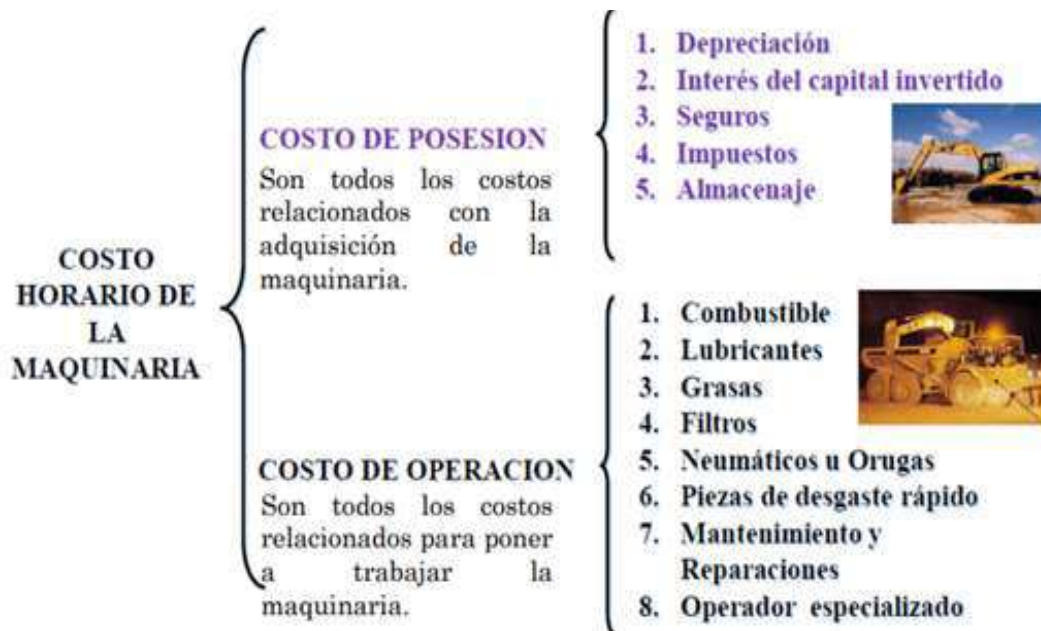 COSTO
HORARIO DE
LA
MAQUINARIA
COSTO DE POSESION
Son todos los costos
relacionados con la
adquisición de la
maquinaria.
1. Depreciación
2. Interés del capital invertido
3. Seguros
4. Impuestos
5. Almacenaje
COSTO DE OPERACION
Son todos los costos
relacionados para poner
a trabajar la
maquinaria.
1. Combustible
2. Lubricantes
3. Grasas
4. Filtros
5. Neumáticos u Orugas
6. Piezas de desgaste rápido
7. Mantenimiento y
Reparaciones
8. Operador especializado